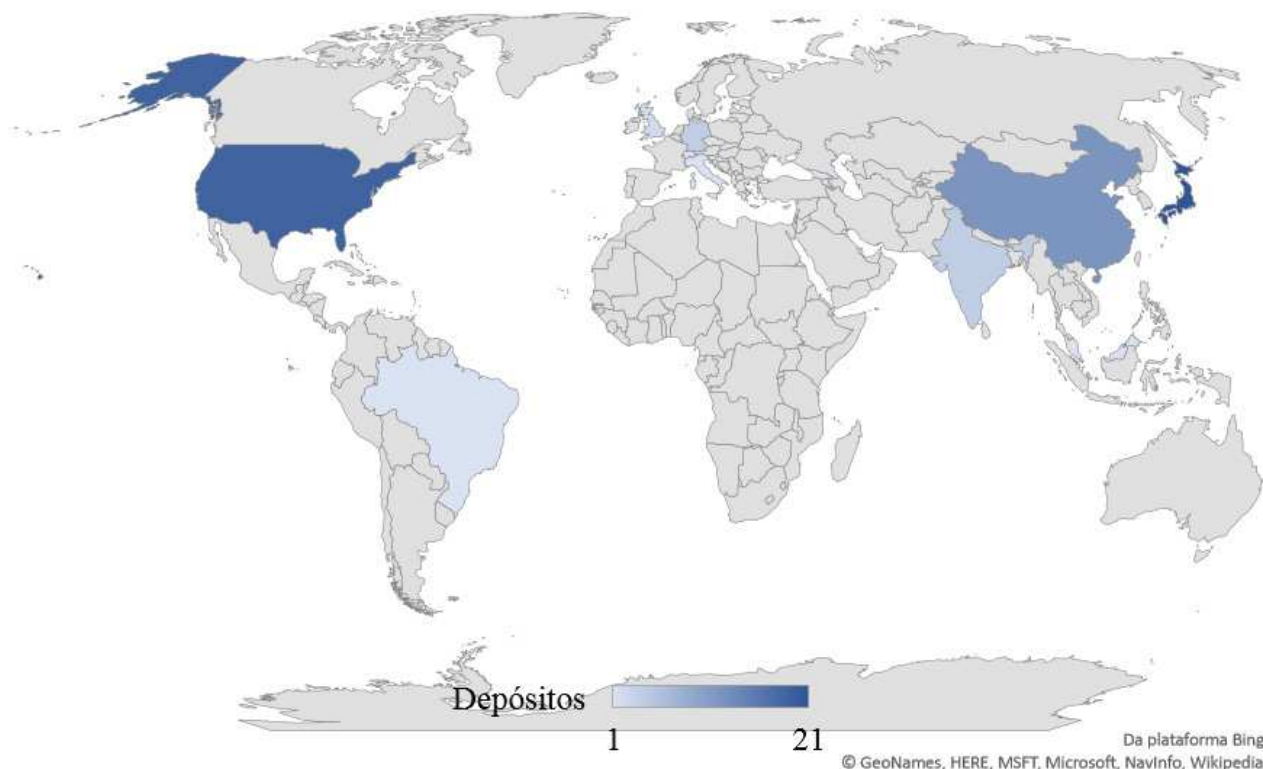 Depósitos
1 21
Da plataforma Bing
© GeoNames, HERE, MSFT, Microsoft, NavInfo, Wikipedia